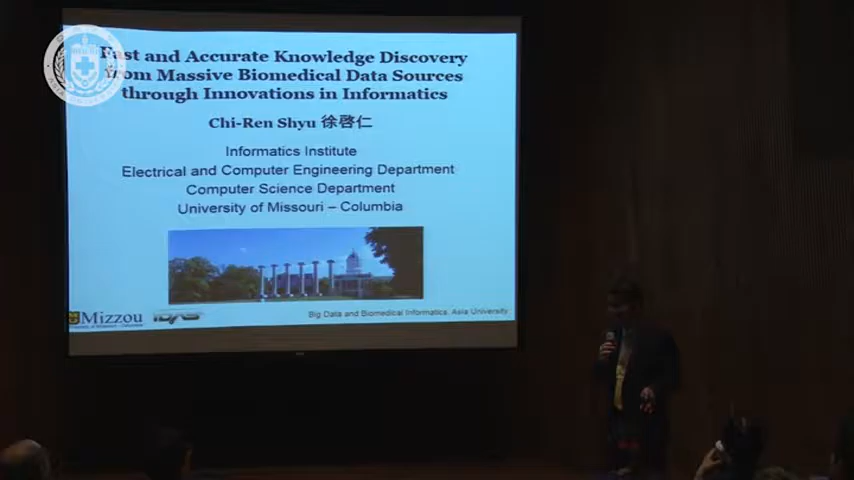 Fast and Accurate Knowledge Discovery
from Massive Biomedical Data Sources
through Innovations in Informatics
Chi-Ren Shyu 徐啓仁
Informatics Institute
Electrical and Computer Engineering Department
Computer Science Department
University of Missouri – Columbia
Mizzou
Big Data and Biomedical Informatics, Asia University